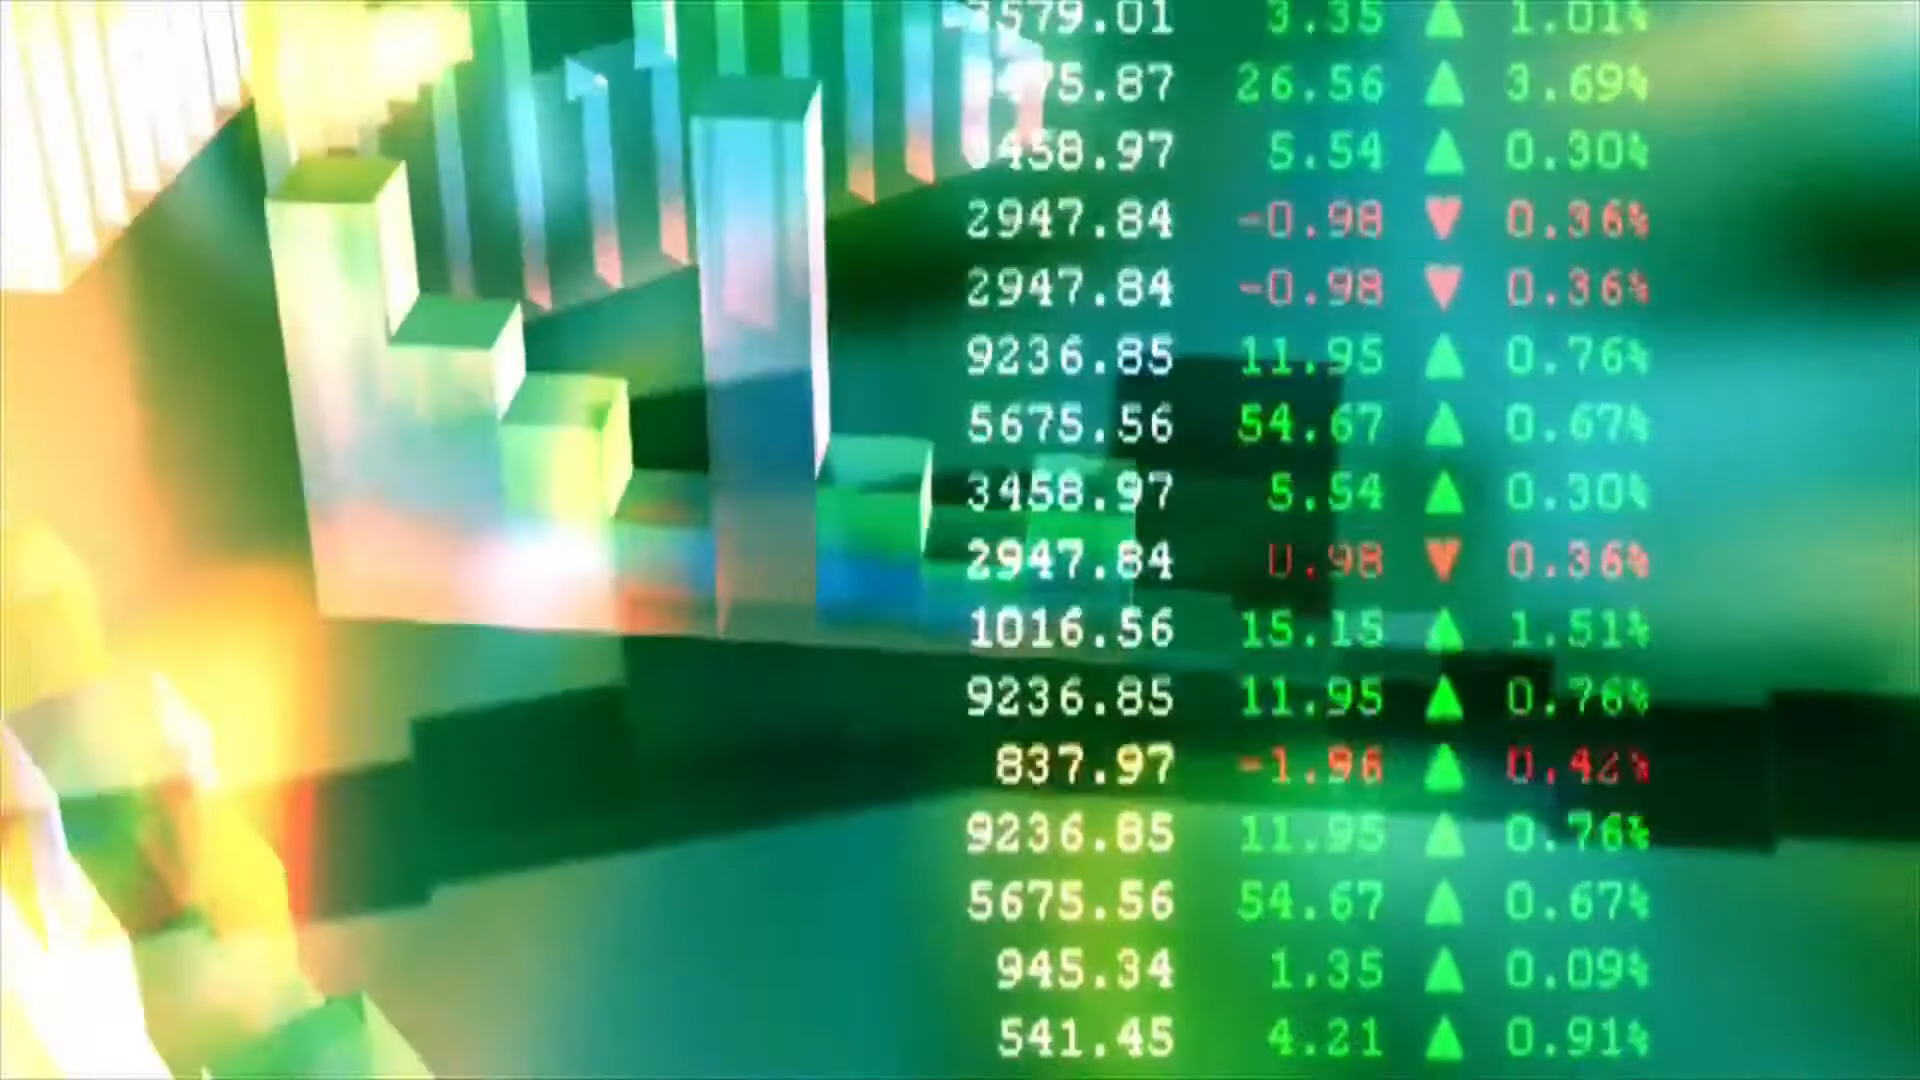 3579.01 3.35 ▲ 1.01%
475.87 26.56 ▲ 3.69%
3458.97 5.54 ▲ 0.30%
2947.84 -0.98 ▼ 0.36%
2947.84 -0.98 ▼ 0.36%
9236.85 11.95 ▲ 0.76%
5675.56 54.67 ▲ 0.67%
3458.97 5.54 ▲ 0.30%
2947.84 0.98 ▼ 0.36%
1016.56 15.15 ▲ 1.51%
9236.85 11.95 ▲ 0.76%
837.97 -1.96 ▲ 0.42%
9236.85 11.95 ▲ 0.76%
5675.56 54.67 ▲ 0.67%
945.34 1.35 ▲ 0.09%
541.45 4.21 ▲ 0.91%